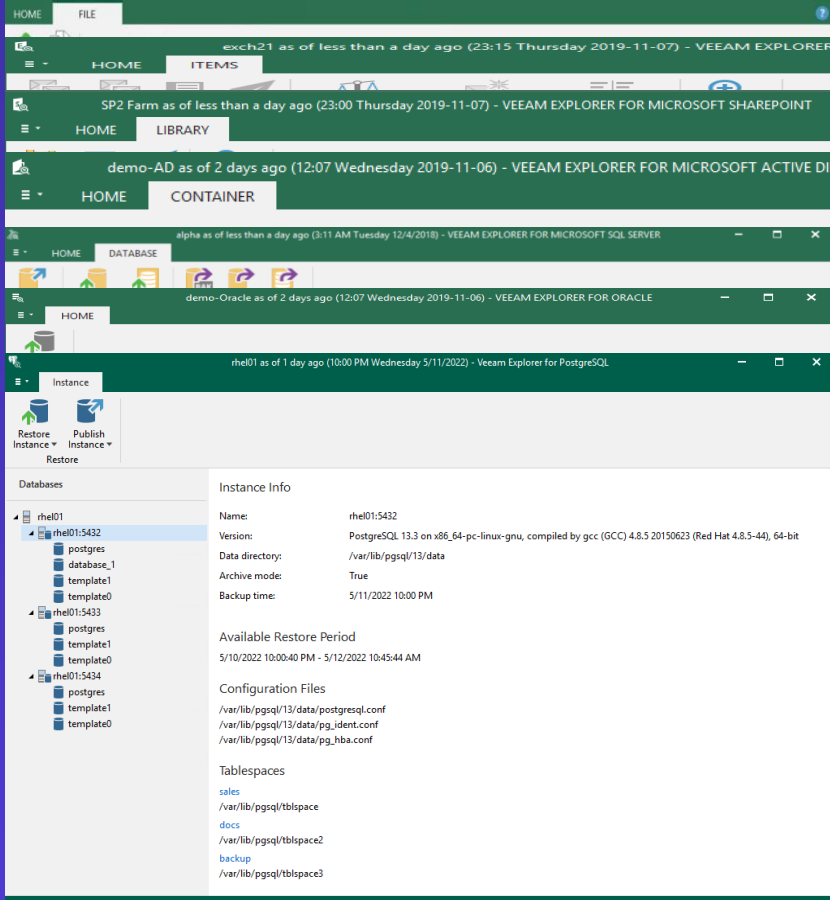 HOME FILE
exch21 as of less than a day ago (23:15 Thursday 2019-11-07) - VEEAM EXPLORER
HOME ITEMS
SP2 Farm as of less than a day ago (23:00 Thursday 2019-11-07) - VEEAM EXPLORER FOR MICROSOFT SHAREPOINT
HOME LIBRARY
demo-AD as of 2 days ago (12:07 Wednesday 2019-11-06) - VEEAM EXPLORER FOR MICROSOFT ACTIVE DI
HOME CONTAINER
alpha as of less than a day ago (3:11 AM Tuesday 12/4/2018) - VEEAM EXPLORER FOR MICROSOFT SQL SERVER
HOME DATABASE
demo-Oracle as of 2 days ago (12:07 Wednesday 2019-11-06) - VEEAM EXPLORER FOR ORACLE
HOME
rhel01 as of 1 day ago (10:00 PM Wednesday 5/11/2022) - Veeam Explorer for PostgreSQL
Instance
Restore Publish
Instance Instance
Restore
Databases
rhel01
rhel01:5432
postgres
database_1
template1
template0
rhel01:5433
postgres
template1
template0
rhel01:5434
postgres
template1
template0
Instance Info
Name: rhel01:5432
Version: PostgreSQL 13.3 on x86_64-pc-linux-gnu, compiled by gcc (GCC) 4.8.5 20150623 (Red Hat 4.8.5-44), 64-bit
Data directory: /var/lib/pgsql/13/data
Archive mode: True
Backup time: 5/11/2022 10:00 PM
Available Restore Period
5/10/2022 10:00:40 PM - 5/12/2022 10:45:44 AM
Configuration Files
/var/lib/pgsql/13/data/postgresql.conf
/var/lib/pgsql/13/data/pg_ident.conf
/var/lib/pgsql/13/data/pg_hba.conf
Tablespaces
sales
/var/lib/pgsql/tblspace
docs
/var/lib/pgsql/tblspace2
backup
/var/lib/pgsql/tblspace3